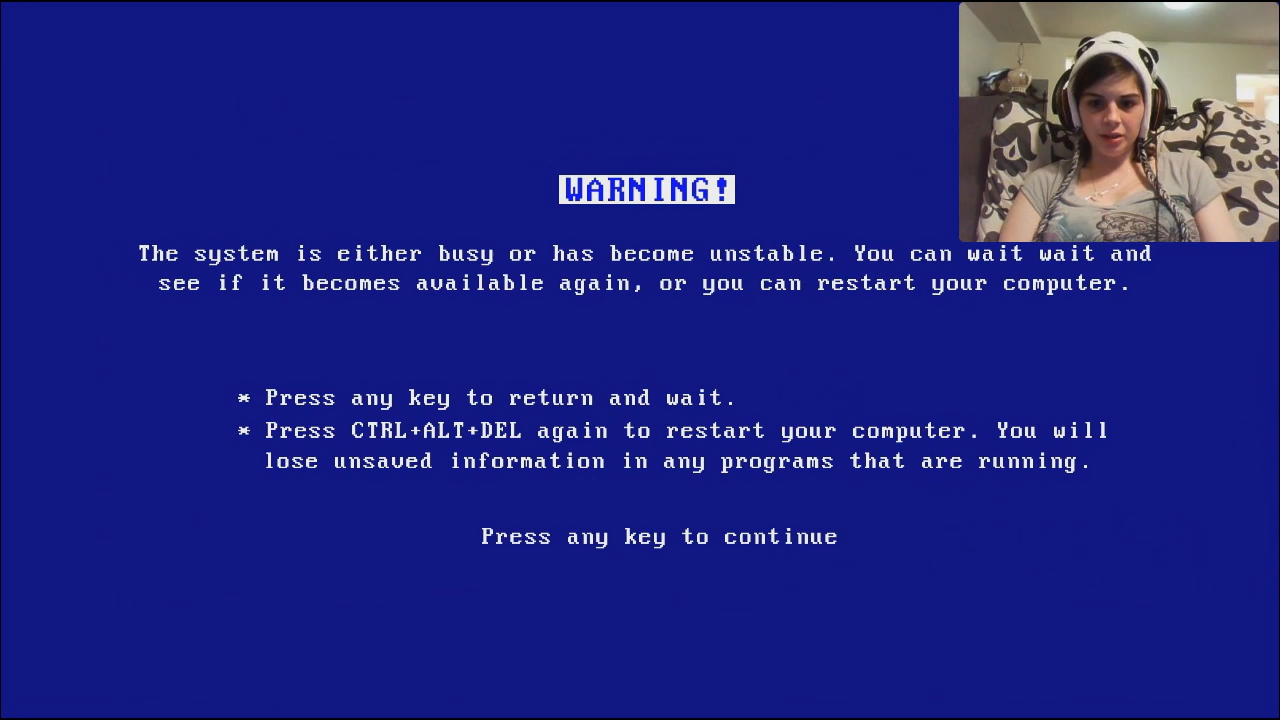 WARNING!
The system is either busy or has become unstable. You can wait wait and
see if it becomes available again, or you can restart your computer.
* Press any key to return and wait.
* Press CTRL+ALT+DEL again to restart your computer. You will
lose unsaved information in any programs that are running.
Press any key to continue